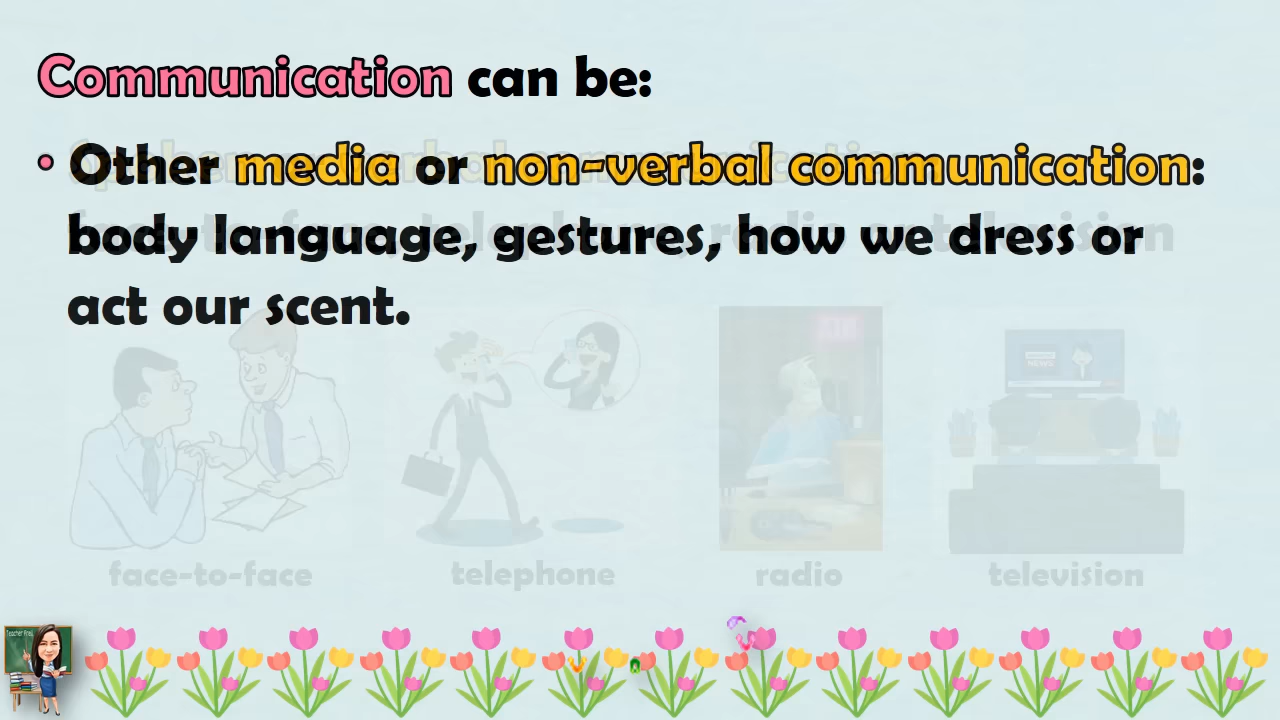 Communication can be:
• Other media or non-verbal communication:
body language, gestures, how we dress or
act our scent.
face-to-face
telephone
radio
television